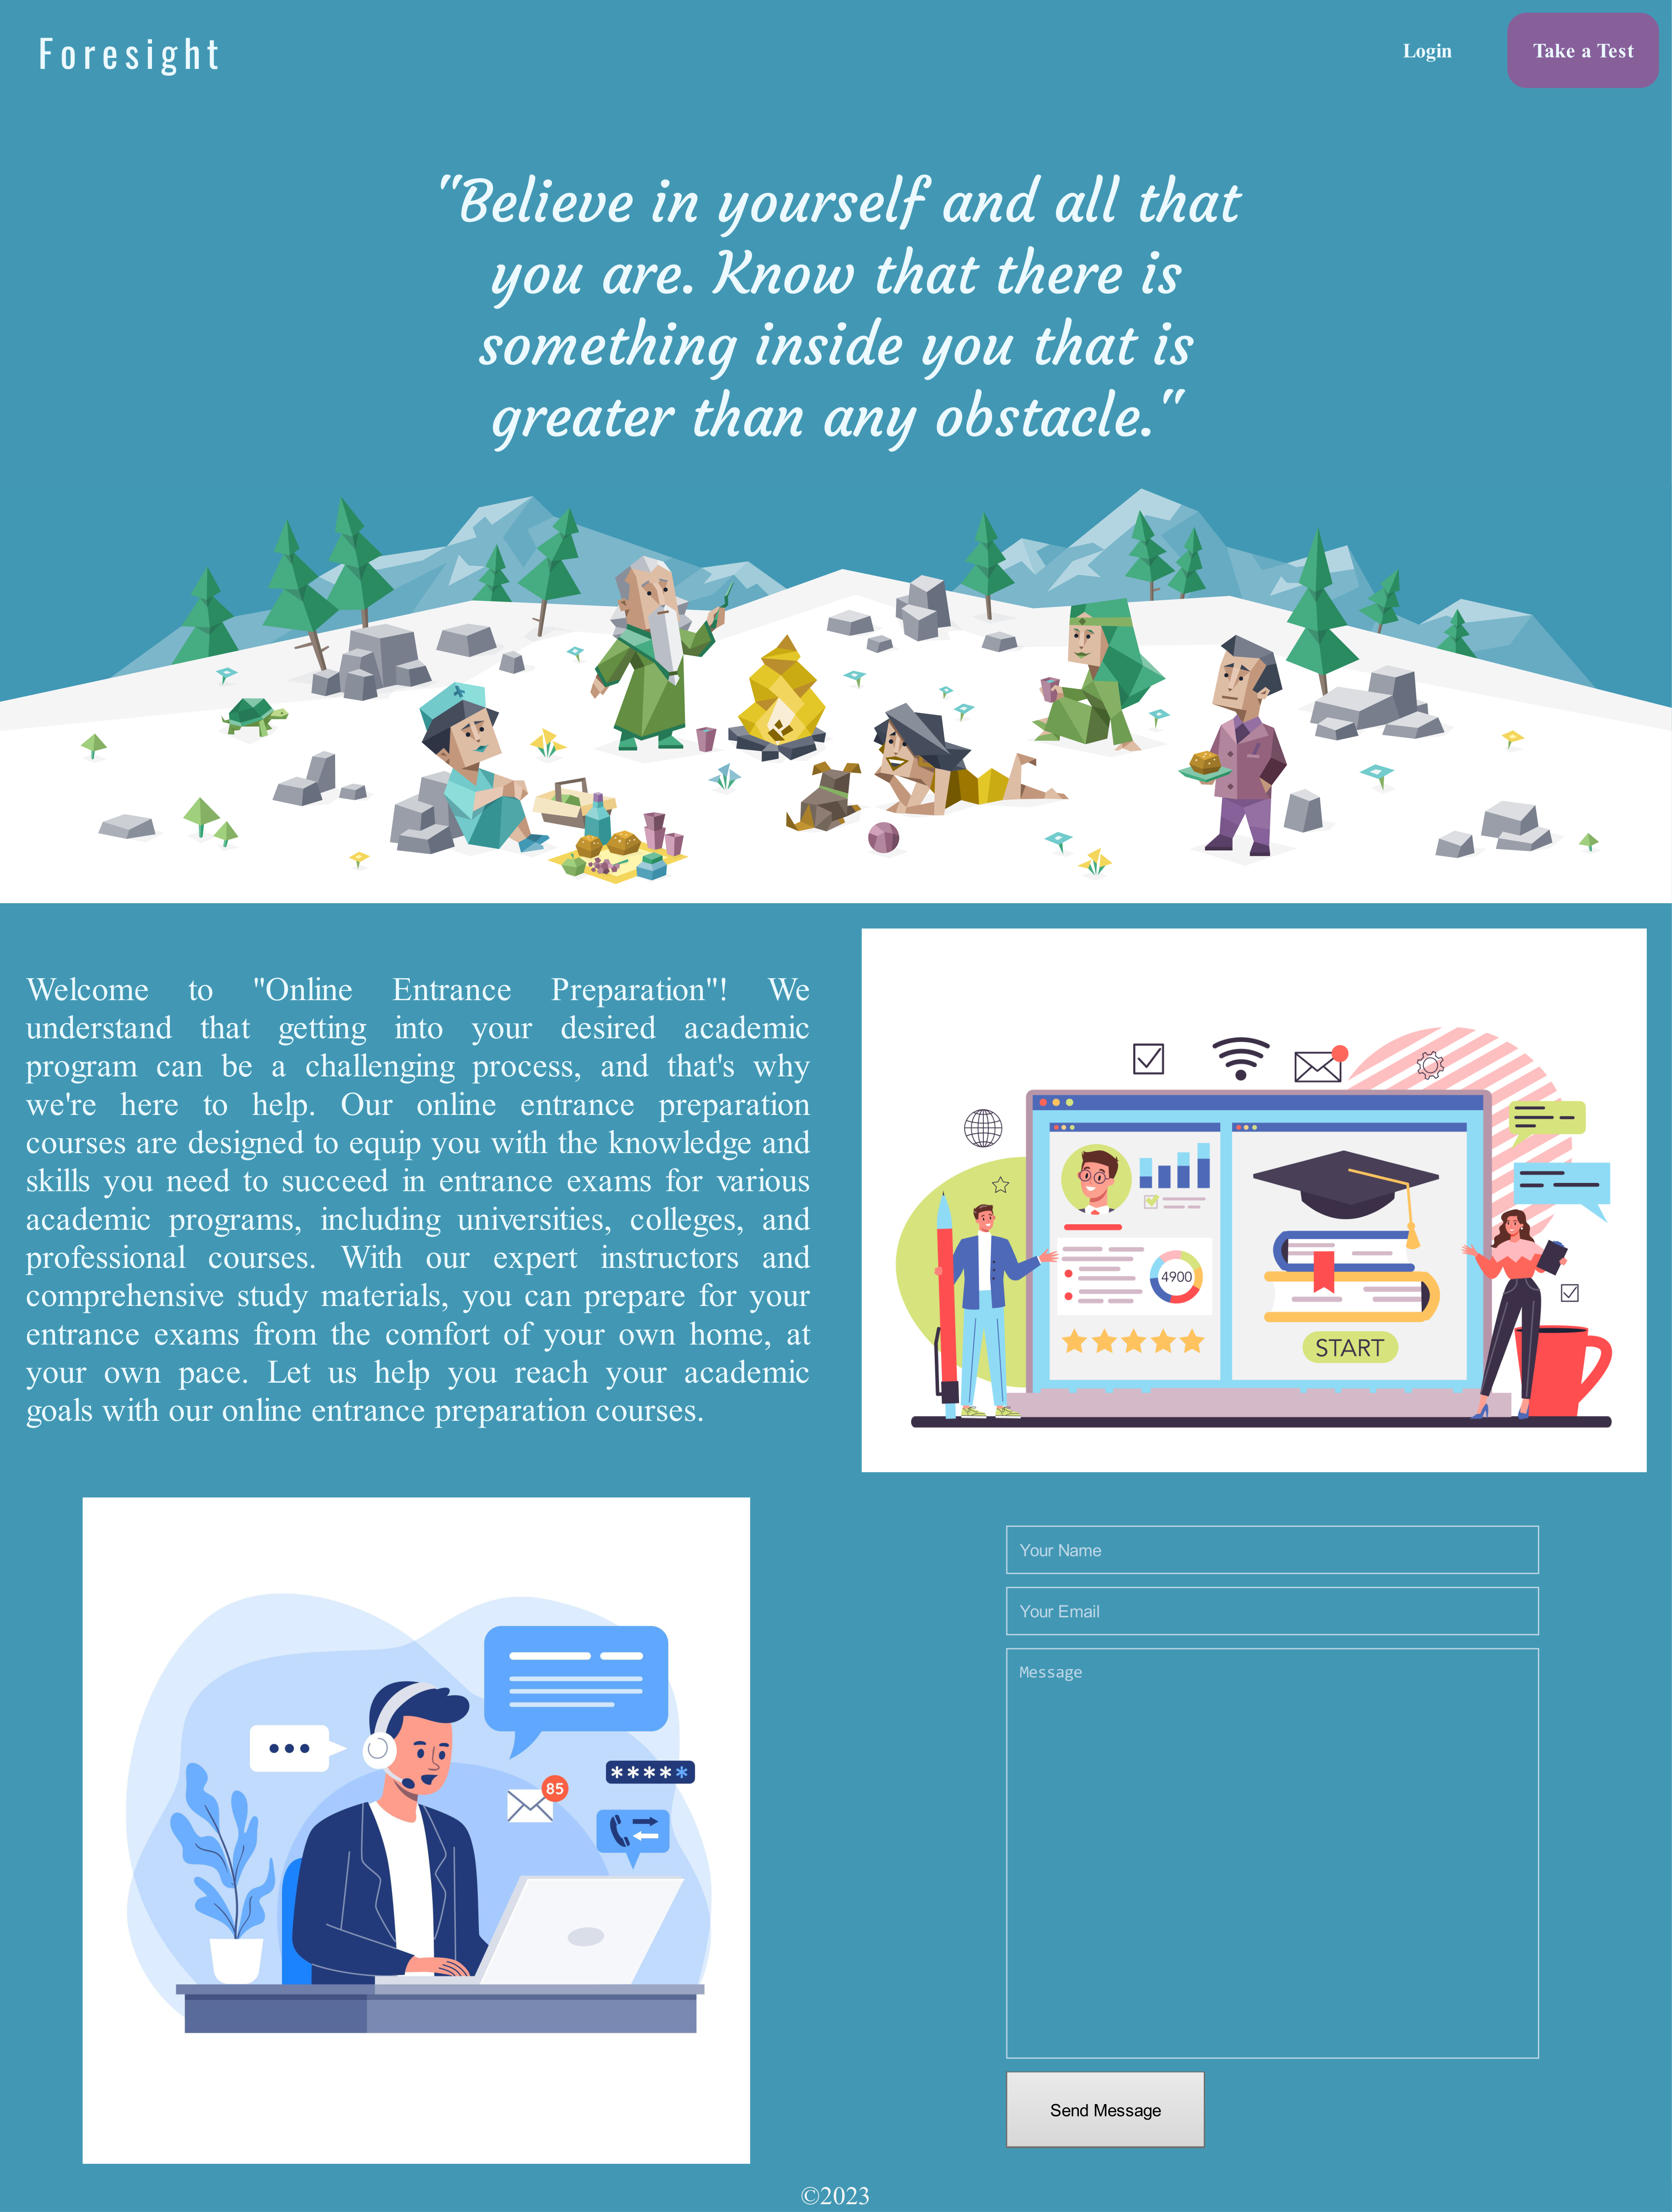 Foresight
Login
Take a Test
"Believe in yourself and all that
you are. Know that there is
something inside you that is
greater than any obstacle."
Welcome to "Online Entrance Preparation"! We
understand that getting into your desired academic
program can be a challenging process, and that's why
we're here to help. Our online entrance preparation
courses are designed to equip you with the knowledge and
skills you need to succeed in entrance exams for various
academic programs, including universities, colleges, and
professional courses. With our expert instructors and
comprehensive study materials, you can prepare for your
entrance exams from the comfort of your own home, at
your own pace. Let us help you reach your academic
goals with our online entrance preparation courses.
4900
START
85
*****
Your Name
Your Email
Message
Send Message
©2023